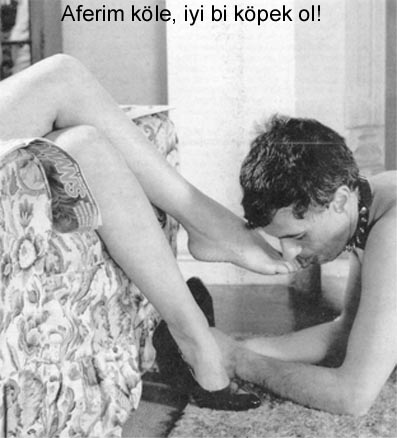 Aferim köle, iyi bi köpek ol!